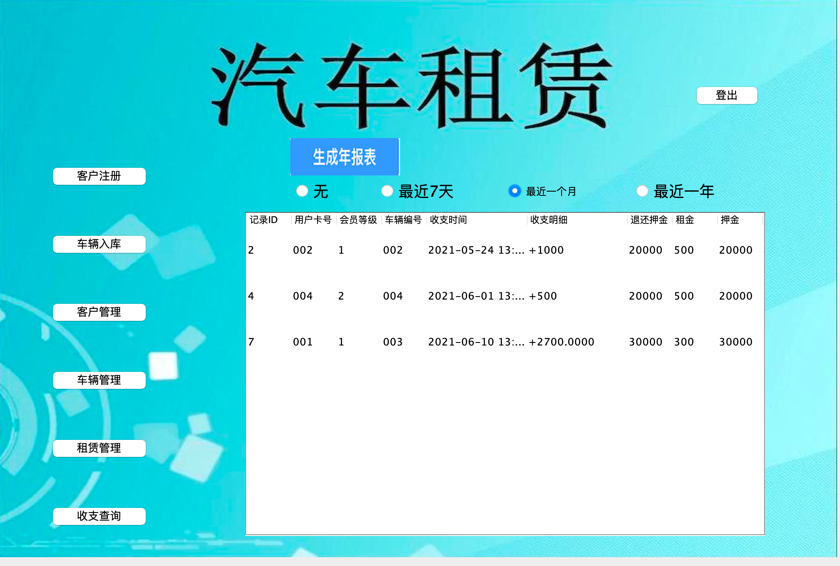 汽车租赁
登出
生成年报表
无 最近7天 最近一个月 最近一年
客户注册
车辆入库
客户管理
车辆管理
租赁管理
收支查询
记录ID 用户卡号 会员等级 车辆编号 收支时间 收支明细 退还押金 租金 押金
2 002 1 002 2021-05-24 13:... +1000 20000 500 20000
4 004 2 004 2021-06-01 13:... +500 20000 500 20000
7 001 1 003 2021-06-10 13:... +2700.0000 30000 300 30000